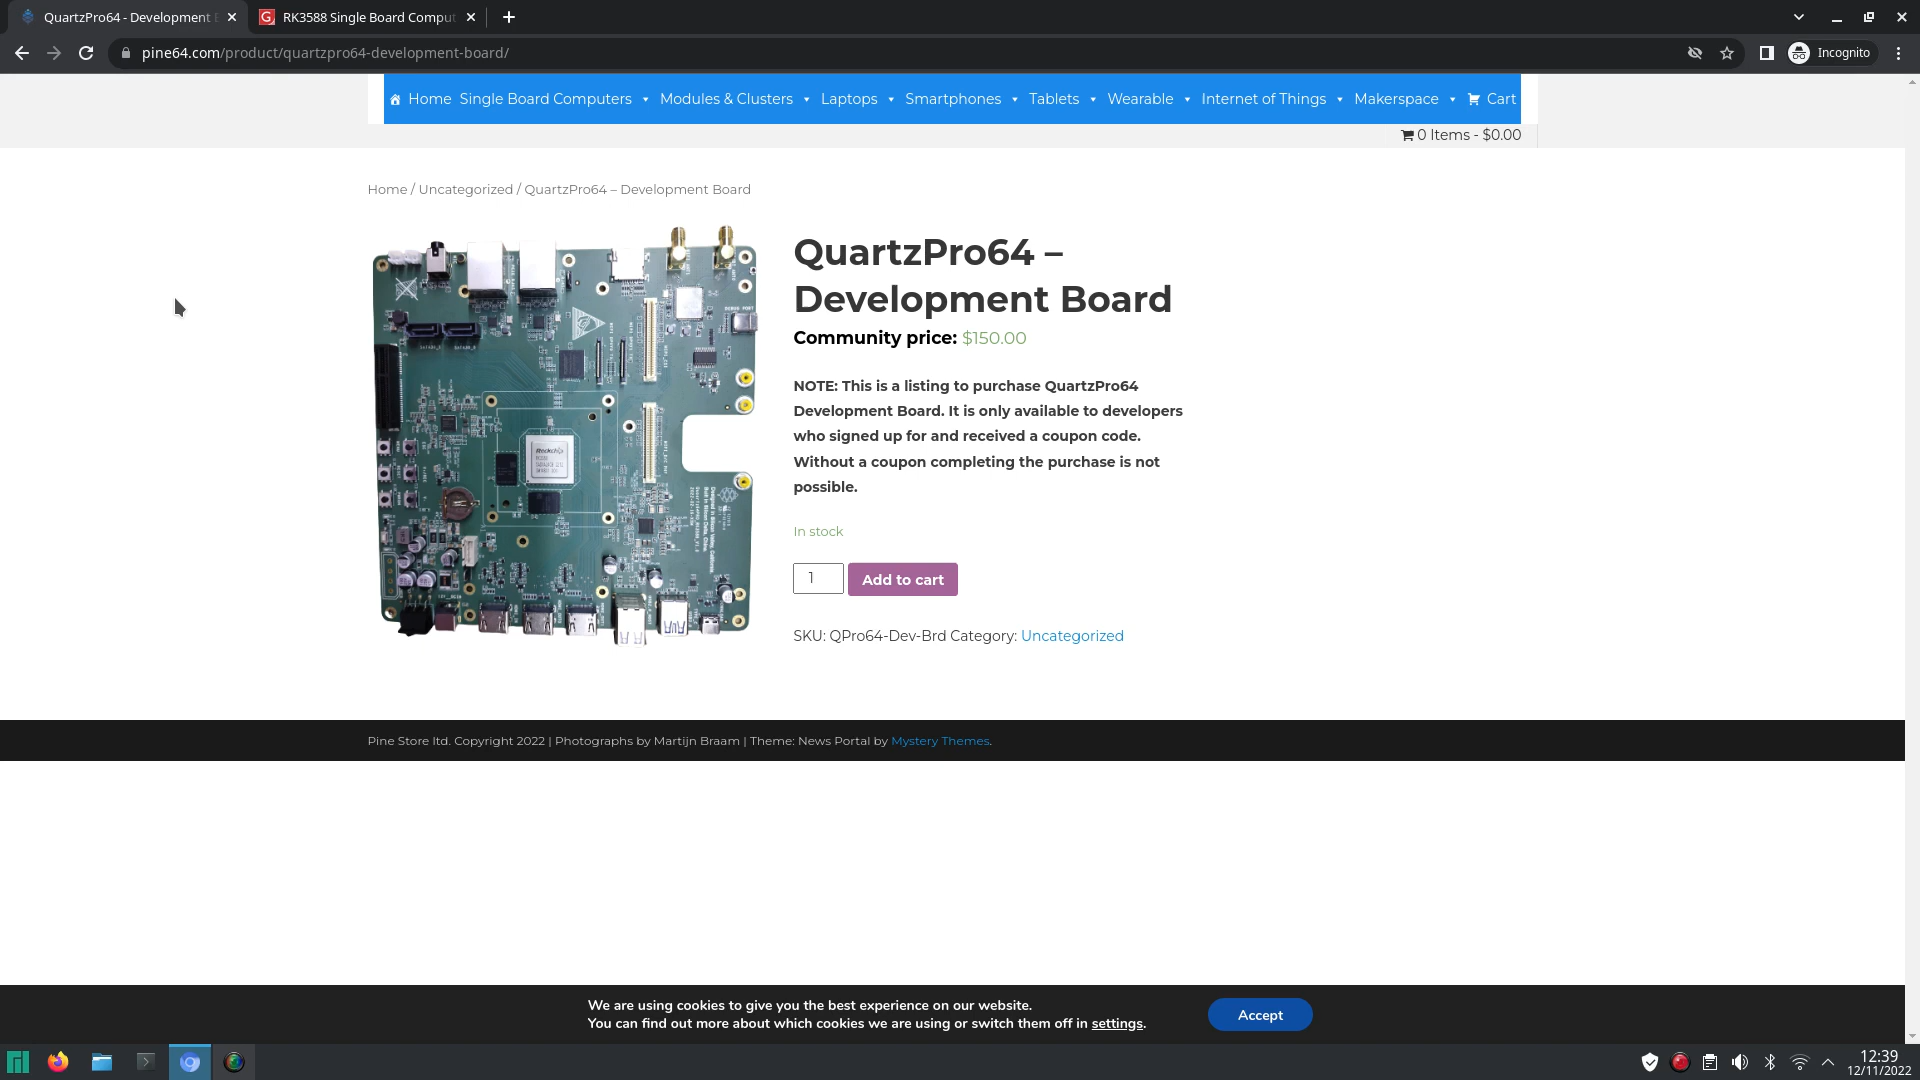 QuartzPro64 - Development
RK3588 Single Board Comput
pine64.com/product/quartzpro64-development-board/
Incognito
Home Single Board Computers Modules & Clusters Laptops Smartphones Tablets Wearable Internet of Things Makerspace Cart
0 Items - $0.00
Home / Uncategorized / QuartzPro64 – Development Board
QuartzPro64 –
Development Board
Community price: $150.00
NOTE: This is a listing to purchase QuartzPro64
Development Board. It is only available to developers
who signed up for and received a coupon code.
Without a coupon completing the purchase is not
possible.
In stock
1 Add to cart
SKU: QPro64-Dev-Brd Category: Uncategorized
Rockchip
Pine Store ltd. Copyright 2022 | Photographs by Martijn Braam | Theme: News Portal by Mystery Themes.
We are using cookies to give you the best experience on our website.
You can find out more about which cookies we are using or switch them off in settings.
Accept
12:39
12/11/2022